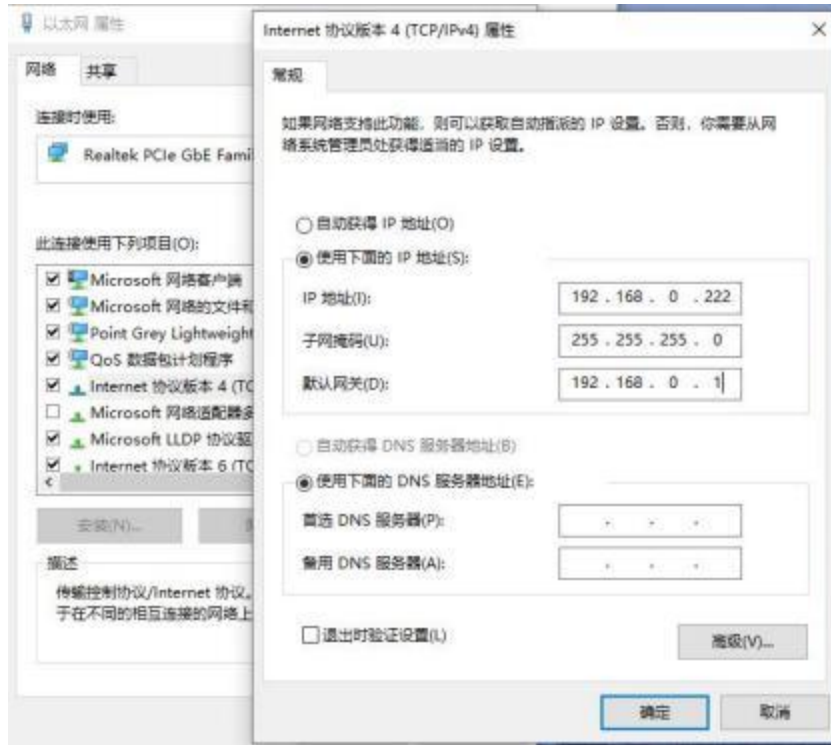 以太网 属性
网络 共享
连接时使用:
Realtek PCIe GbE Fami
此连接使用下列项目(O):
Microsoft 网络客户端
Microsoft 网络的文件和
Point Grey Lightweight
QoS 数据包计划程序
Internet 协议版本 4 (TC
Microsoft 网络适配器多
Microsoft LLDP 协议驱
Internet 协议版本 6 (TC
安装(N)...
描述
传输控制协议/Internet 协议。
于在不同的相互连接的网络上
Internet 协议版本 4 (TCP/IPv4) 属性
常规
如果网络支持此功能，则可以获取自动指派的 IP 设置。否则，你需要从网
络系统管理员处获得适当的 IP 设置。
自动获得 IP 地址(O)
使用下面的 IP 地址(S):
IP 地址(I): 192 . 168 . 0 . 222
子网掩码(U): 255 . 255 . 255 . 0
默认网关(D): 192 . 168 . 0 . 1
自动获得 DNS 服务器地址(B)
使用下面的 DNS 服务器地址(E):
首选 DNS 服务器(P): . . .
备用 DNS 服务器(A): . . .
退出时验证设置(L)
高级(V)...
确定 取消